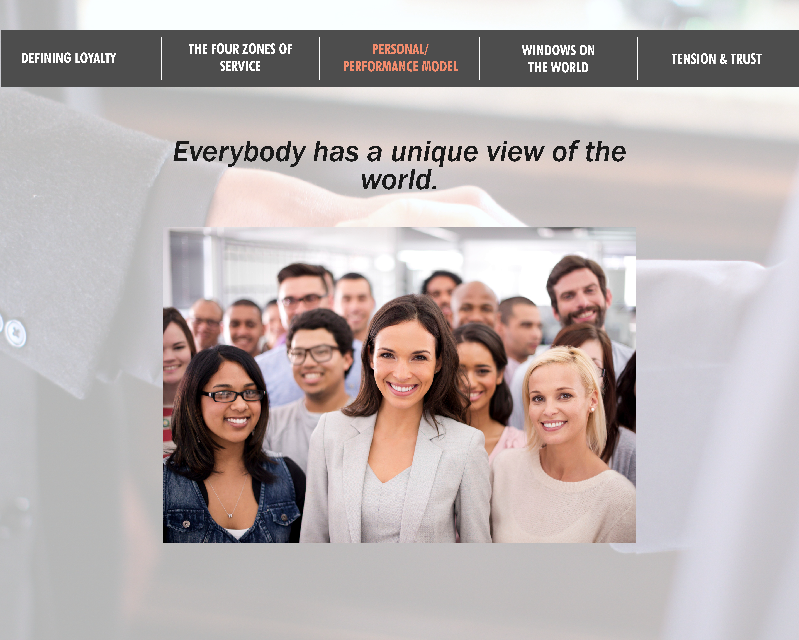 DEFINING LOYALTY
THE FOUR ZONES OF
SERVICE
PERSONAL/
PERFORMANCE MODEL
WINDOWS ON
THE WORLD
TENSION & TRUST
Everybody has a unique view of the
world.